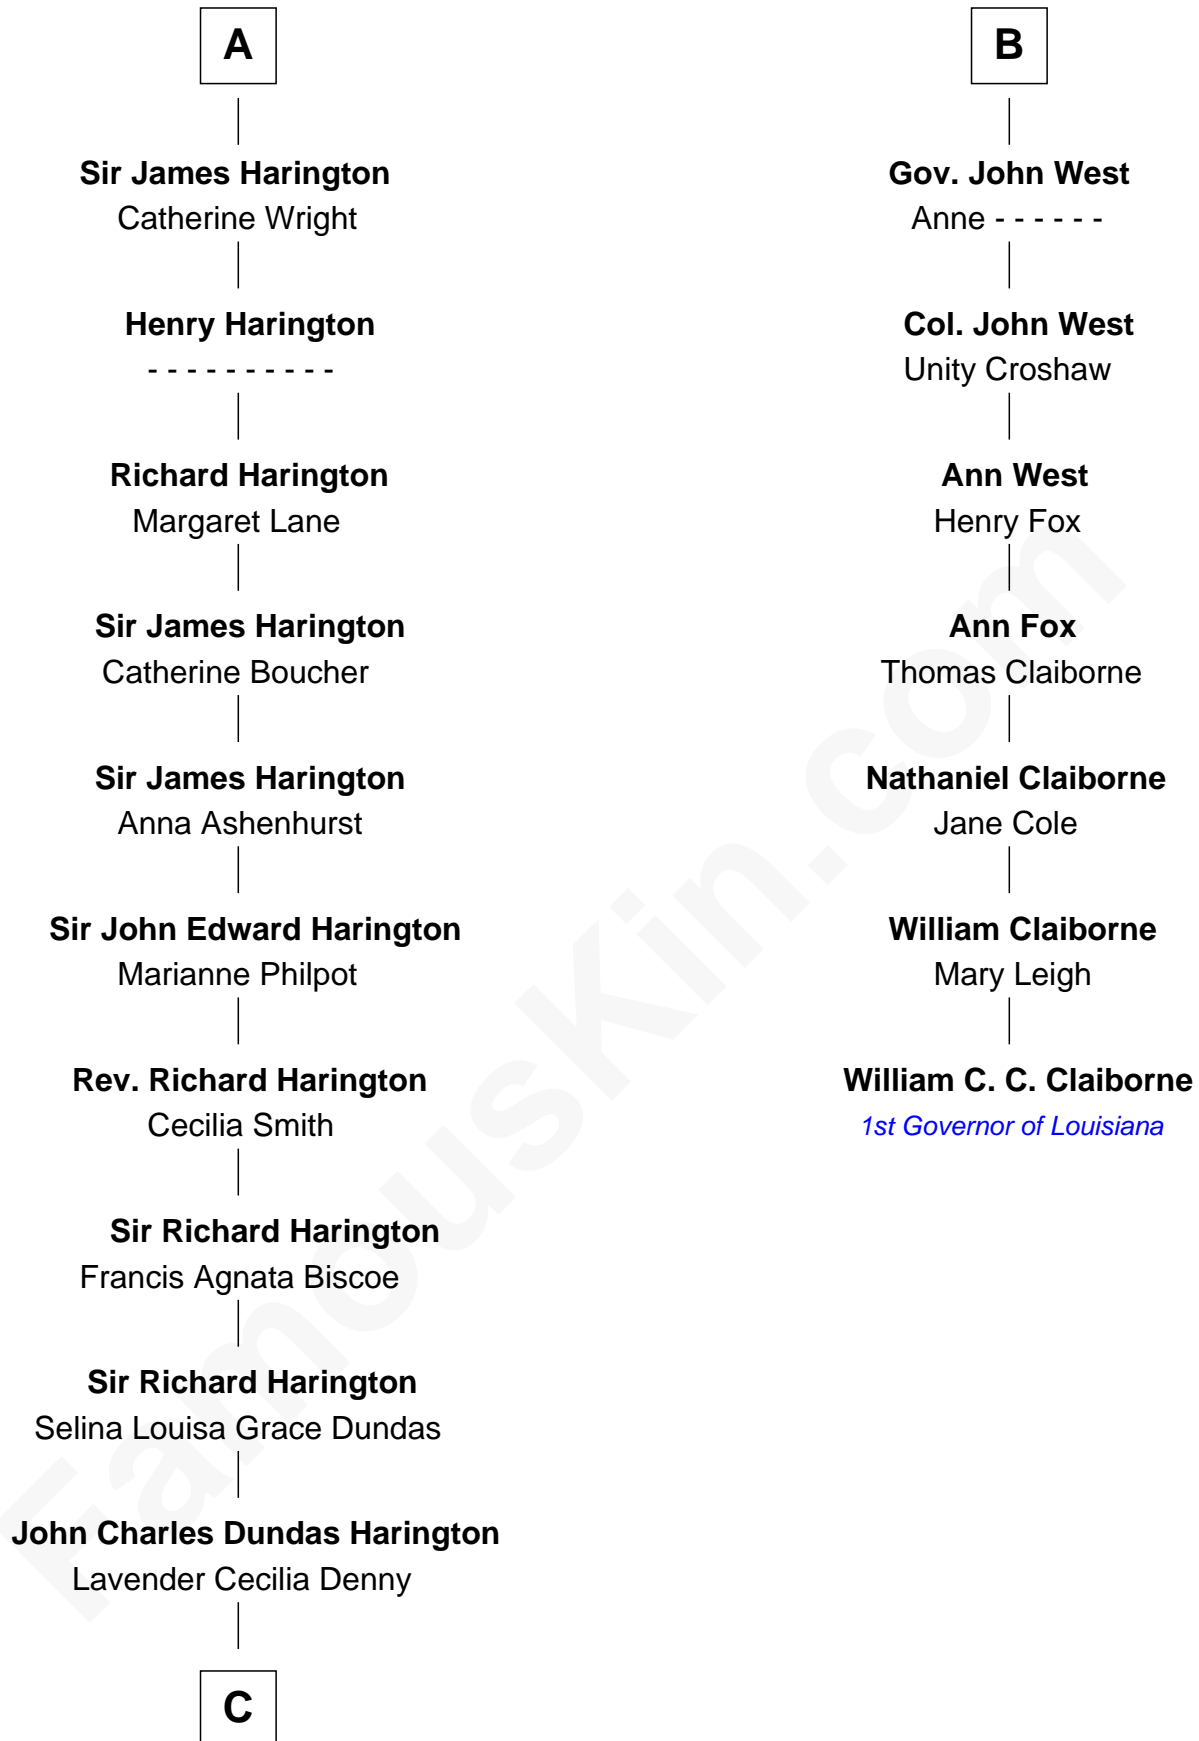 A
Sir James Harington
Catherine Wright
Henry Harington
- - - - - - - - - -
Richard Harington
Margaret Lane
Sir James Harington
Catherine Boucher
Sir James Harington
Anna Ashenhurst
Sir John Edward Harington
Marianne Philpot
Rev. Richard Harington
Cecilia Smith
Sir Richard Harington
Francis Agnata Biscoe
Sir Richard Harington
Selina Louisa Grace Dundas
John Charles Dundas Harington
Lavender Cecilia Denny
C
B
Gov. John West
Anne - - - - - -
Col. John West
Unity Croshaw
Ann West
Henry Fox
Ann Fox
Thomas Claiborne
Nathaniel Claiborne
Jane Cole
William Claiborne
Mary Leigh
William C. C. Claiborne
1st Governor of Louisiana
FamousKin.com